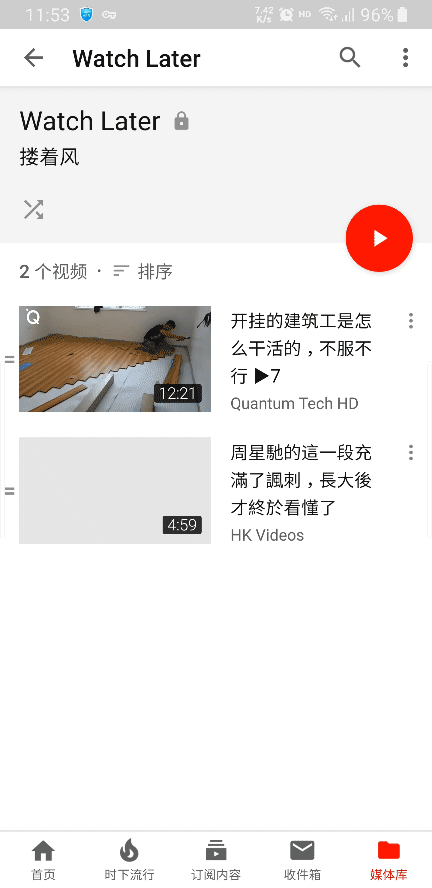 11:53
7.42 K/s HD 96%
Watch Later
Watch Later
搂着风
2 个视频 · 排序
Q
12:21
开挂的建筑工是怎
么干活的，不服不
行 ▶7
Quantum Tech HD
4:59
周星馳的這一段充
滿了諷刺，長大後
才終於看懂了
HK Videos
首页 时下流行 订阅内容 收件箱 媒体库